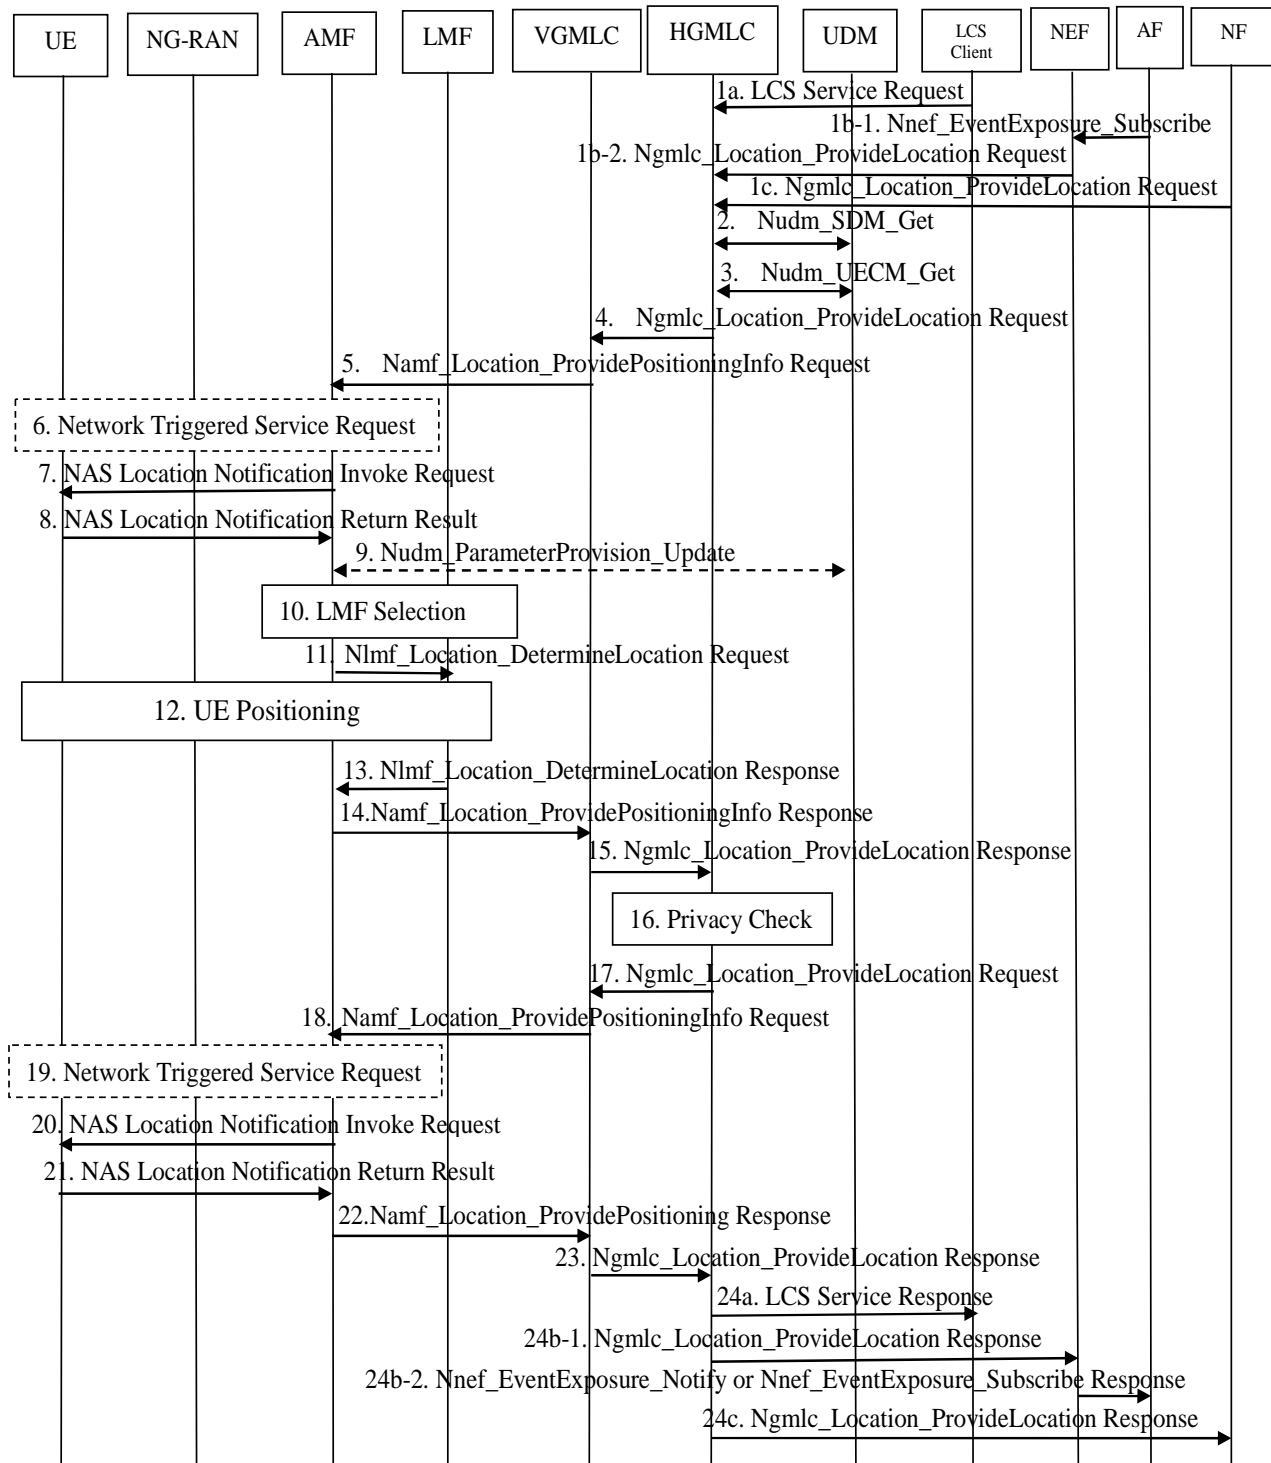 UE
NG-RAN
AMF
LMF
VGMLC
HGMLC
UDM
LCS
Client
NEF
AF
NF
1a. LCS Service Request
1b-1. Nnef_EventExposure_Subscribe
1b-2. Ngmlc_Location_ProvideLocation Request
1c. Ngmlc_Location_ProvideLocation Request
2. Nudm_SDM_Get
3. Nudm_UECM_Get
4. Ngmlc_Location_ProvideLocation Request
5. Namf_Location_ProvidePositioningInfo Request
6. Network Triggered Service Request
7. NAS Location Notification Invoke Request
8. NAS Location Notification Return Result
9. Nudm_ParameterProvision_Update
10. LMF Selection
11. Nlmf_Location_DetermineLocation Request
12. UE Positioning
13. Nlmf_Location_DetermineLocation Response
14.Namf_Location_ProvidePositioningInfo Response
15. Ngmlc_Location_ProvideLocation Response
16. Privacy Check
17. Ngmlc_Location_ProvideLocation Request
18. Namf_Location_ProvidePositioningInfo Request
19. Network Triggered Service Request
20. NAS Location Notification Invoke Request
21. NAS Location Notification Return Result
22.Namf_Location_ProvidePositioning Response
23. Ngmlc_Location_ProvideLocation Response
24a. LCS Service Response
24b-1. Ngmlc_Location_ProvideLocation Response
24b-2. Nnef_EventExposure_Notify or Nnef_EventExposure_Subscribe Response
24c. Ngmlc_Location_ProvideLocation Response